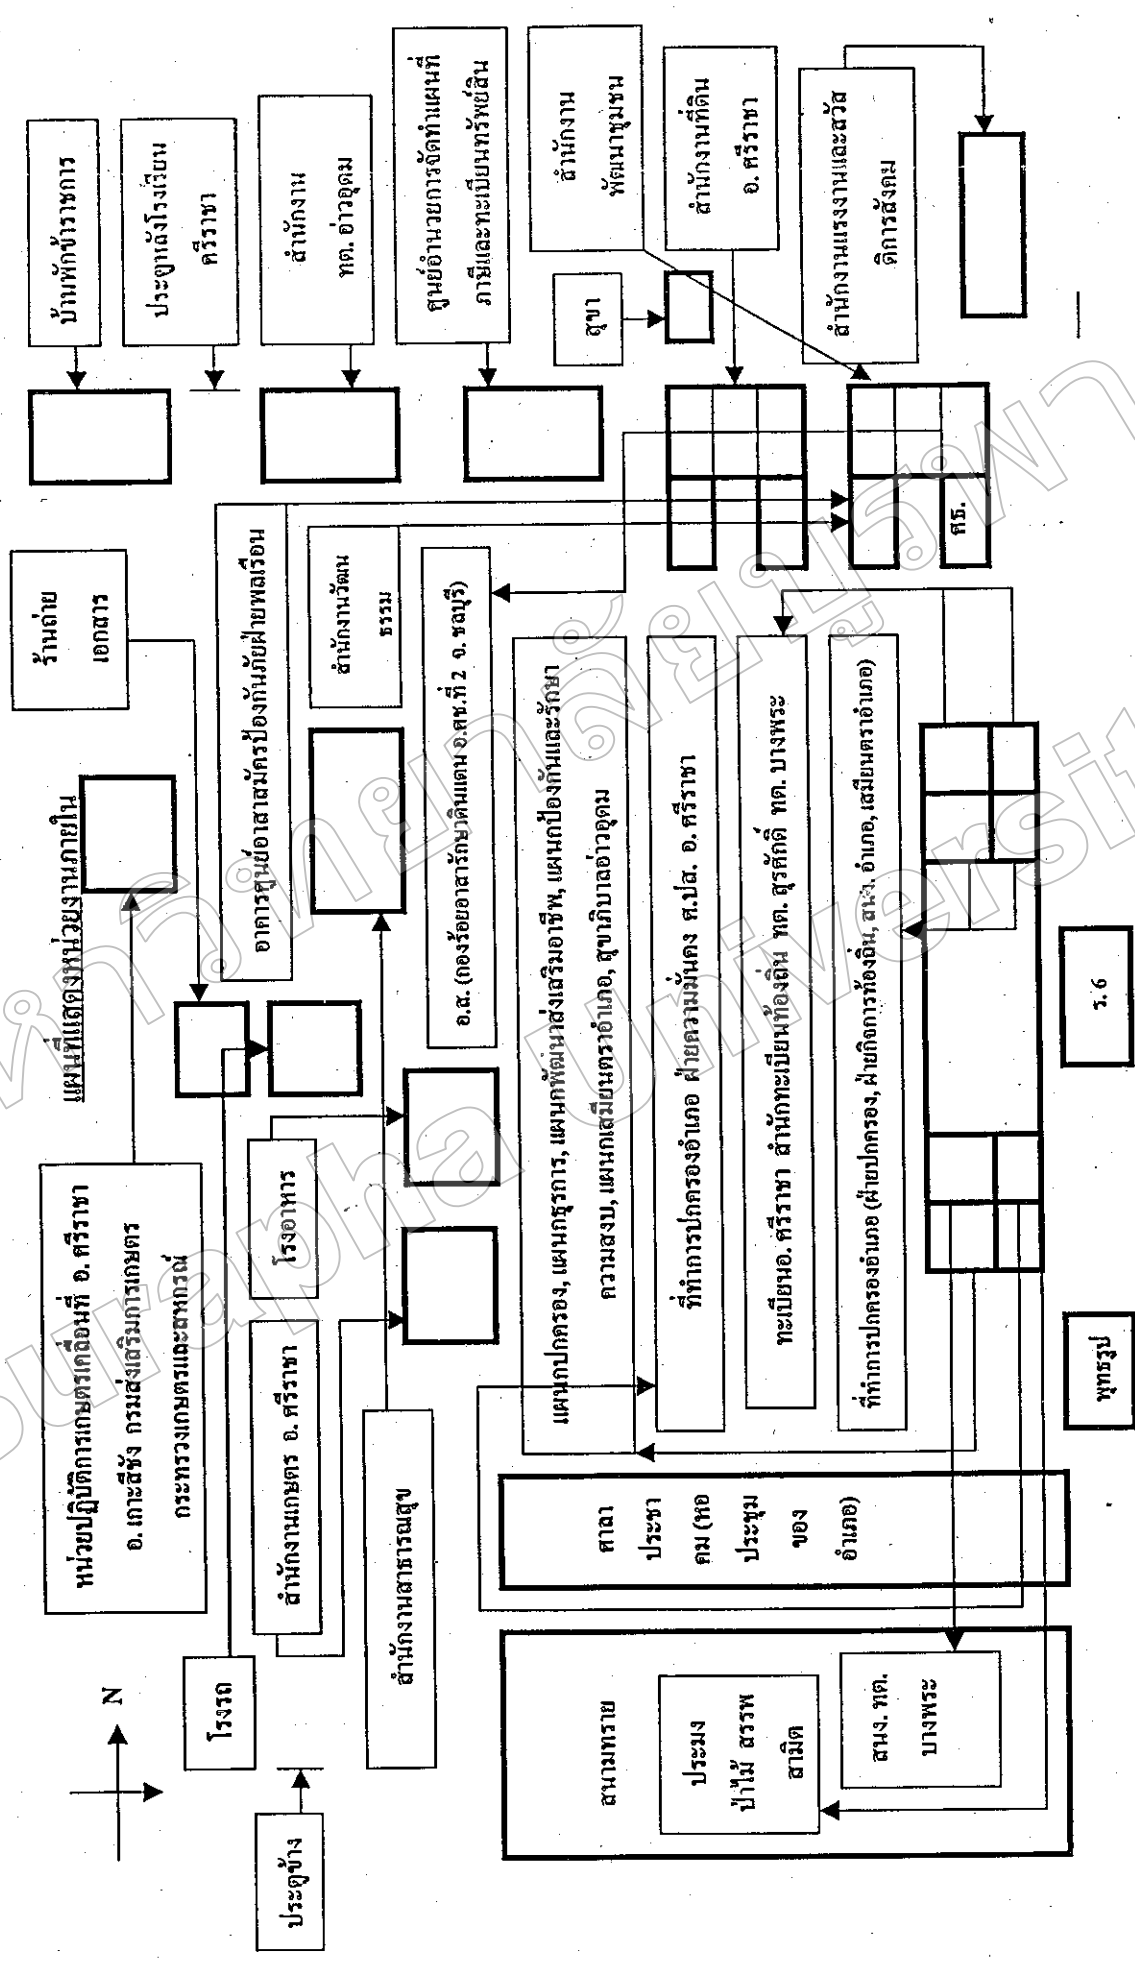 แผนที่แสดงหน่วยงานภายใน
N
หน่วยปฏิบัติการเกษตรเคลื่อนที่ อ. ศรีราชา
อ. เกาะสีชัง กรมส่งเสริมการเกษตร
กระทรวงเกษตรและสหกรณ์
ร้านถ่าย
เอกสาร
บ้านพักข้าราชการ
ประตูหลังโรงเรียน
ศรีราชา
โรงรถ
อาคารศูนย์อาสาสมัครป้องกันภัยฝ่ายพลเรือน
สำนักงาน
ทต. อ่าวอุดม
ประตูข้าง
สำนักงานเกษตร อ. ศรีราชา
โรงอาหาร
สำนักงานวัฒน
ธรรม
ศูนย์อำนวยการจัดทำแผนที่
ภาษีและทะเบียนทรัพย์สิน
สำนักงานสาธารณสุข
อ.ส. (กองร้อยอาสารักษาดินแดน อ.ศช.ที่ 2 จ. ชลบุรี)
สำนักงาน
พัฒนาชุมชน
สุขา
สำนักงานที่ดิน
อ. ศรีราชา
สำนักงานแรงงานและสวัส
ดิการสังคม
แผนกปกครอง, แผนกธุรการ, แผนกพัฒนาส่งเสริมอาชีพ, แผนกป้องกันและรักษา
ความสงบ, แผนกเสมียนตราอำเภอ, สุขาภิบาลอ่าวอุดม
ที่ทำการปกครองอำเภอ ฝ่ายความมั่นคง ศ.ปส. อ. ศรีราชา
ทะเบียนอ. ศรีราชา สำนักทะเบียนท้องถิ่น ทต. สุรศักดิ์ ทต. บางพระ
ที่ทำการปกครองอำเภอ (ฝ่ายปกครอง, ฝ่ายกิจการท้องถิ่น, สนง. อำเภอ, เสมียนตราอำเภอ)
ศธ.
สนามทราย
ประมง
ป่าไม้ สรรพ
สามิต
สนง. ทต.
บางพระ
ศาลา
ประชา
คม (หอ
ประชุม
ของ
อำเภอ)
พุทธรูป
ร. 6
มหาวิทยาลัยบูรพา
Burapha University